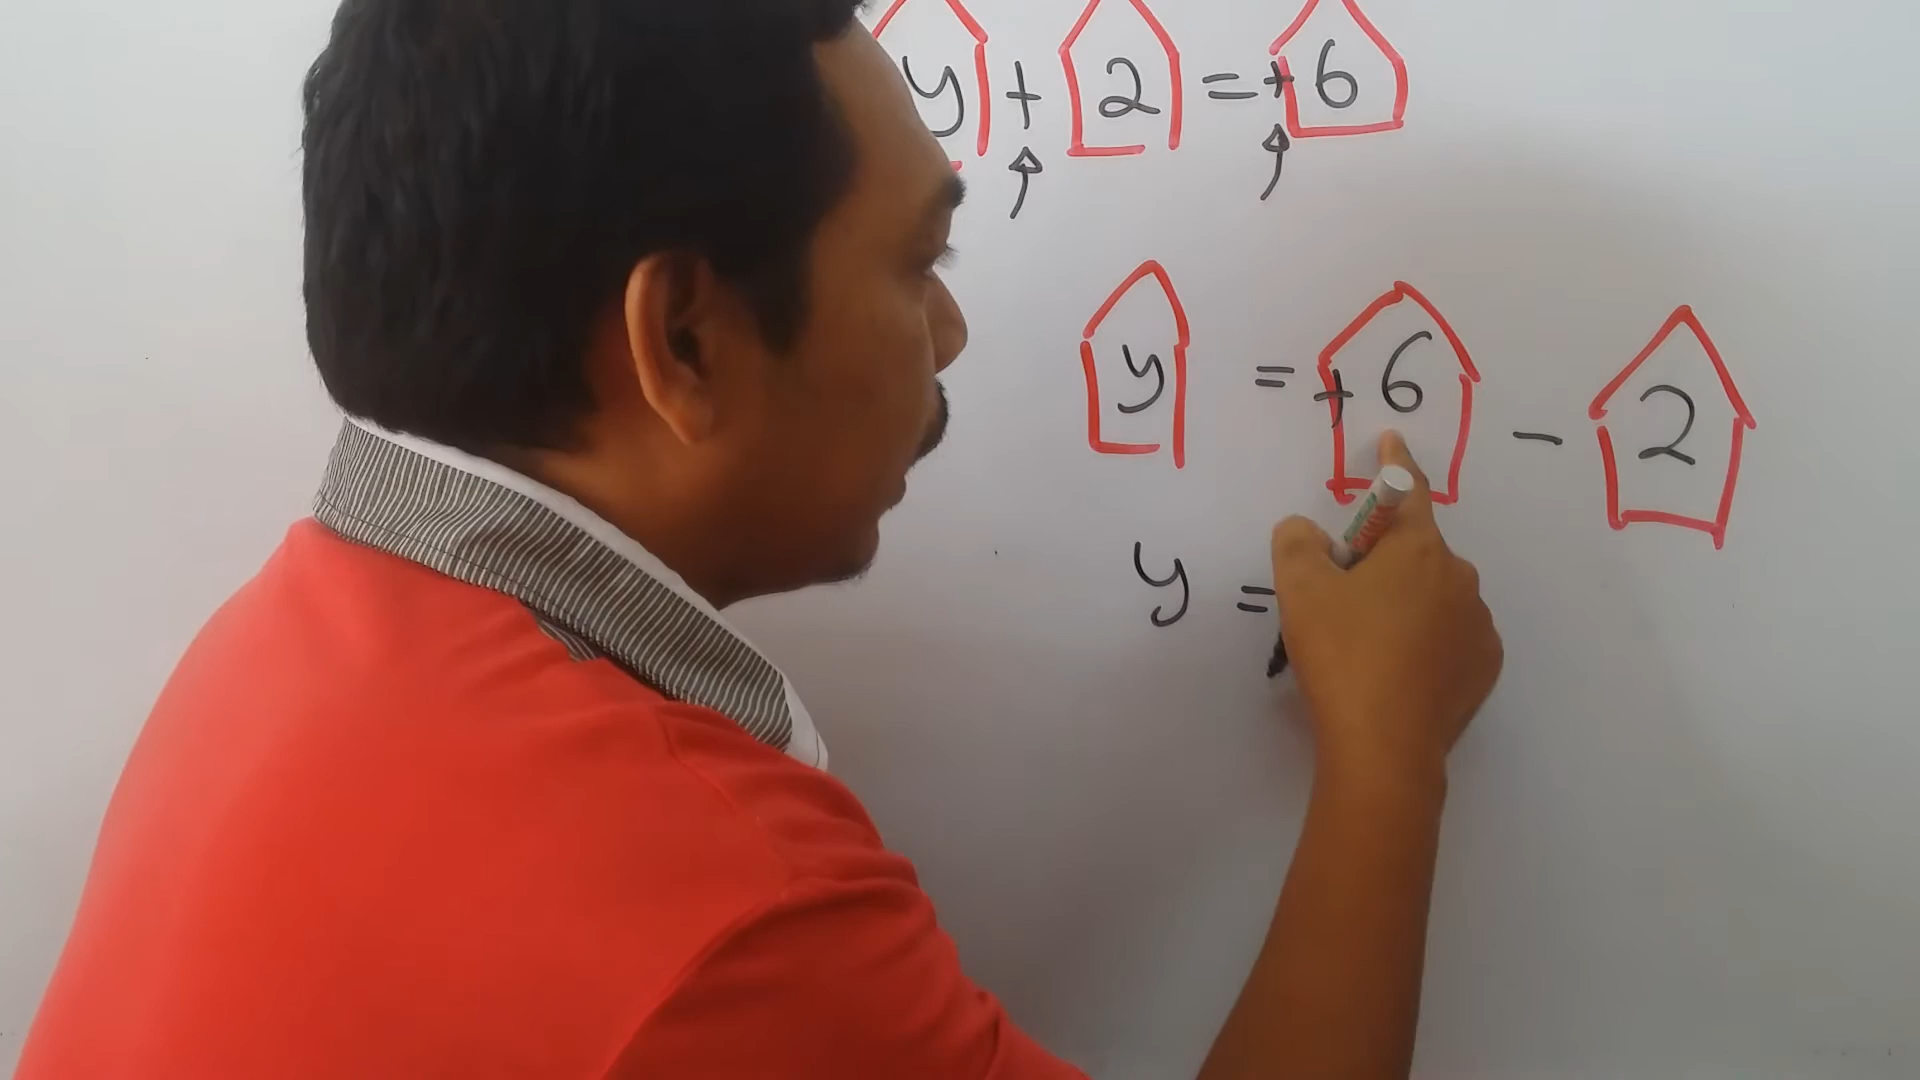 y + 2 = +6
y = +6 - 2
y =